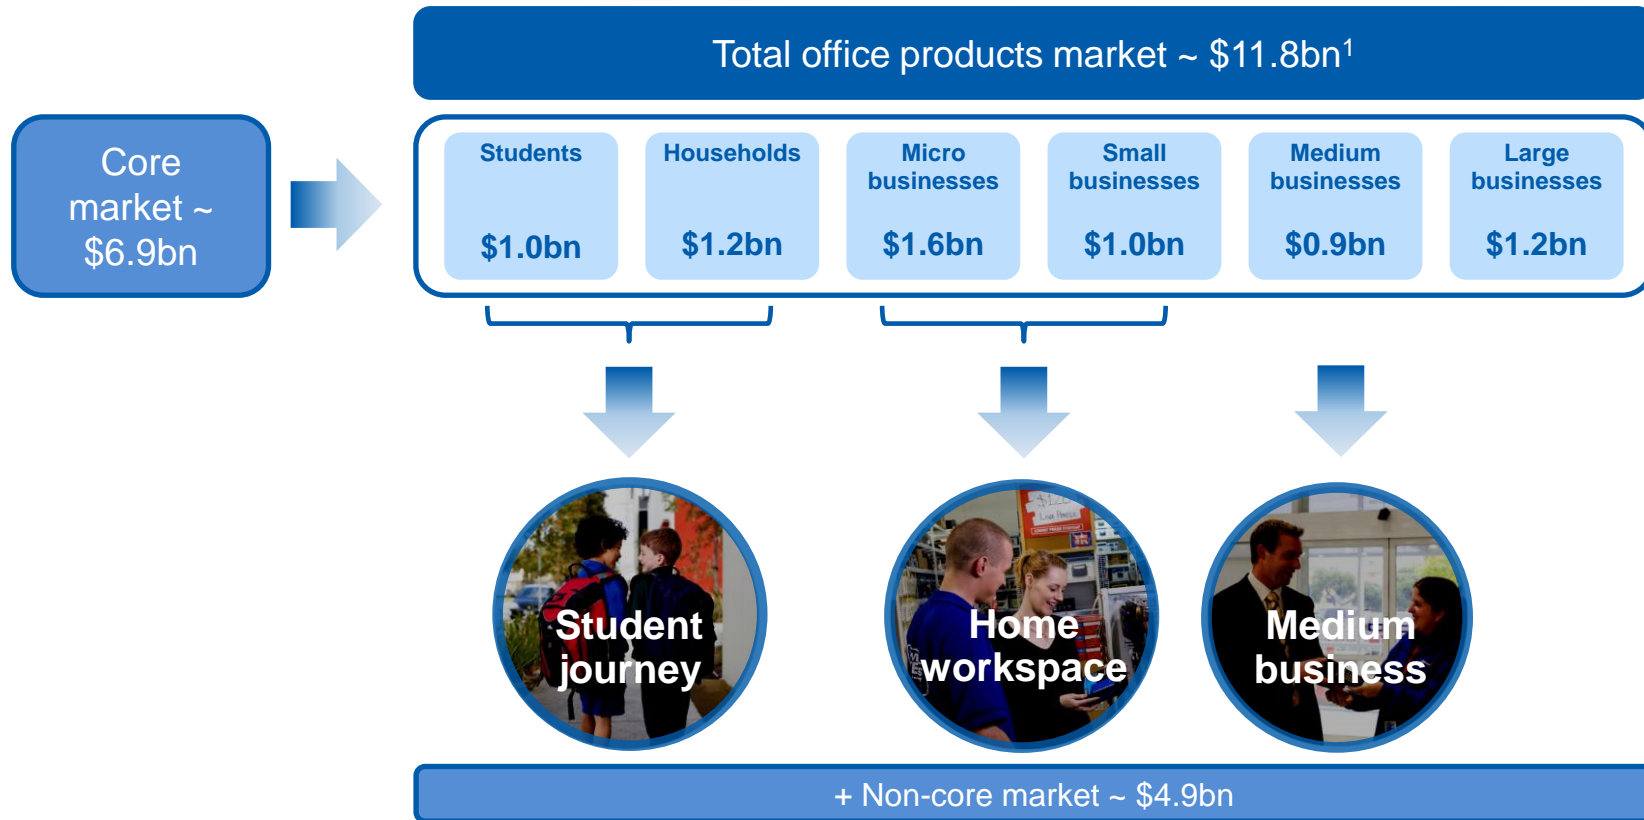 Total office products market ~ $11.8bn1
Core
market ~
$6.9bn
Students
$1.0bn
Households
$1.2bn
Micro
businesses
$1.6bn
Small
businesses
$1.0bn
Medium
businesses
$0.9bn
Large
businesses
$1.2bn
Student
journey
Home
workspace
Medium
business
+ Non-core market ~ $4.9bn